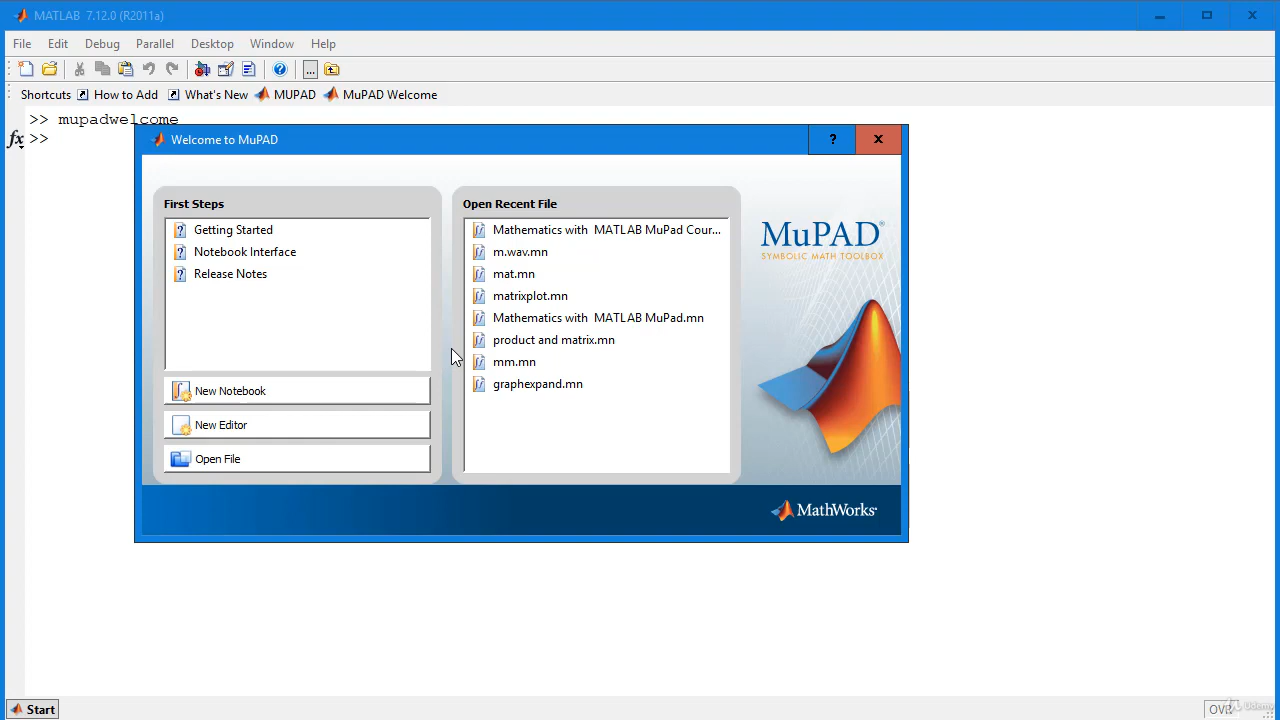 MATLAB 7.12.0 (R2011a)
File Edit Debug Parallel Desktop Window Help
Shortcuts How to Add What's New MUPAD MuPAD Welcome
>> mupadwelcome
fx >>
Welcome to MuPAD
First Steps
Getting Started
Notebook Interface
Release Notes
New Notebook
New Editor
Open File
Open Recent File
Mathematics with MATLAB MuPad Cour...
m.wav.mn
mat.mn
matrixplot.mn
Mathematics with MATLAB MuPad.mn
product and matrix.mn
mm.mn
graphexpand.mn
MuPAD®
SYMBOLIC MATH TOOLBOX
MathWorks®
Start
OVR
Udemy